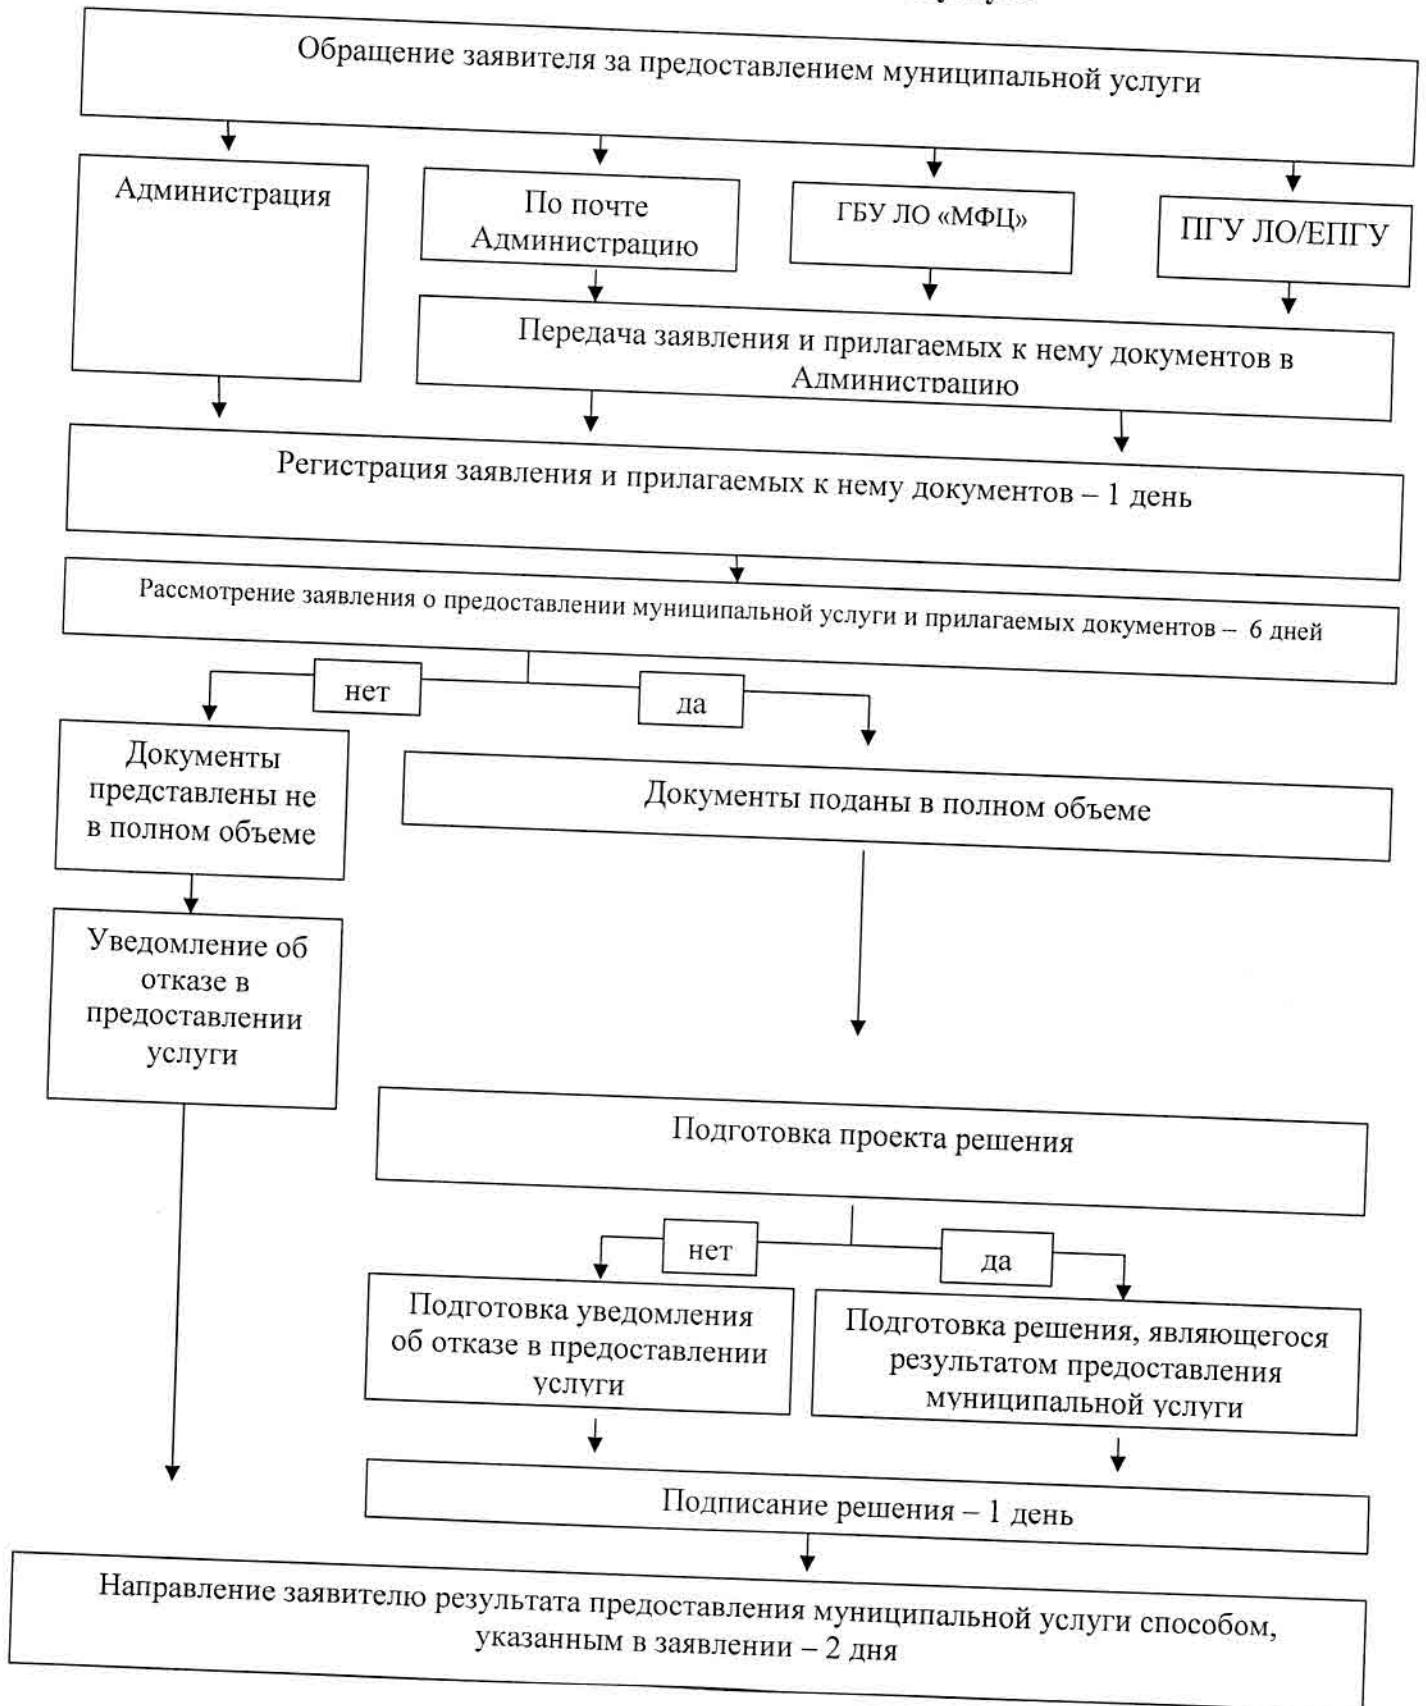 Обращение заявителя за предоставлением муниципальной услуги
Администрация
По почте
Администрацию
ГБУ ЛО «МФЦ»
ПГУ ЛО/ЕПГУ
Передача заявления и прилагаемых к нему документов в
Администрацию
Регистрация заявления и прилагаемых к нему документов – 1 день
Рассмотрение заявления о предоставлении муниципальной услуги и прилагаемых документов – 6 дней
нет
да
Документы
представлены не
в полном объеме
Документы поданы в полном объеме
Уведомление об
отказе в
предоставлении
услуги
Подготовка проекта решения
нет
да
Подготовка уведомления
об отказе в предоставлении
услуги
Подготовка решения, являющегося
результатом предоставления
муниципальной услуги
Подписание решения – 1 день
Направление заявителю результата предоставления муниципальной услуги способом,
указанным в заявлении – 2 дня